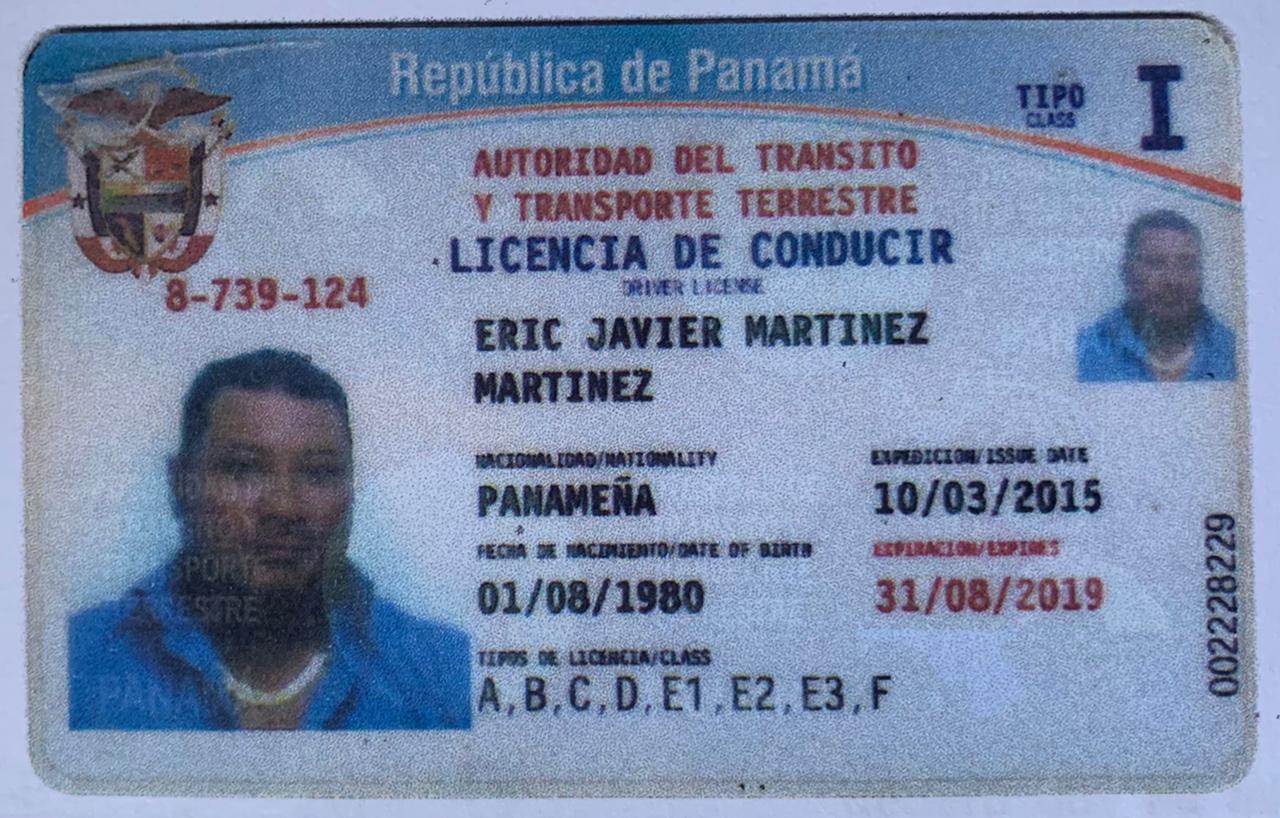 República de Panamá
TIPO
CLASS
I
AUTORIDAD DEL TRANSITO
Y TRANSPORTE TERRESTRE
LICENCIA DE CONDUCIR
DRIVER LICENSE
8-739-124
ERIC JAVIER MARTINEZ
MARTINEZ
NACIONALIDAD/NATIONALITY
EXPEDICION/ISSUE DATE
PANAMEÑA
10/03/2015
FECHA DE NACIMIENTO/DATE OF BIRTH
EXPIRACION/EXPIRES
01/08/1980
31/08/2019
TIPOS DE LICENCIA/CLASS
A,B,C,D,E1,E2,E3,F
002228229